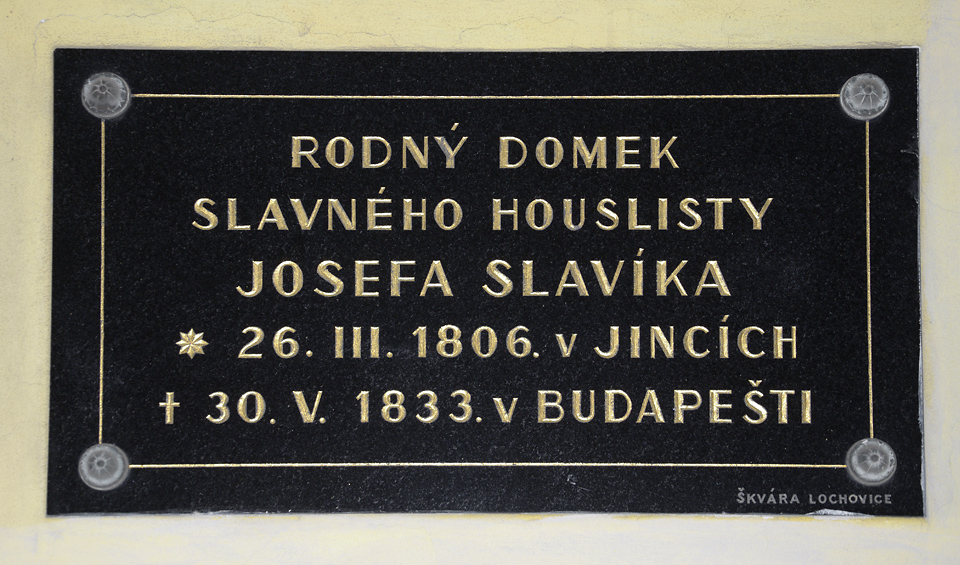 RODNÝ DOMEK
SLAVNÉHO HOUSLISTY
JOSEFA SLAVÍKA
* 26. III. 1806. v JINCÍCH
† 30. V. 1833. v BUDAPEŠTI
ŠKVÁRA LOCHOVICE